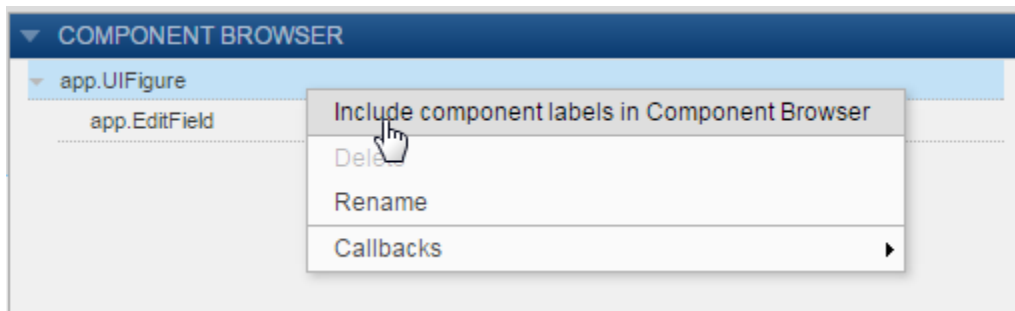 COMPONENT BROWSER
app.UIFigure
app.EditField
Include component labels in Component Browser
Delete
Rename
Callbacks